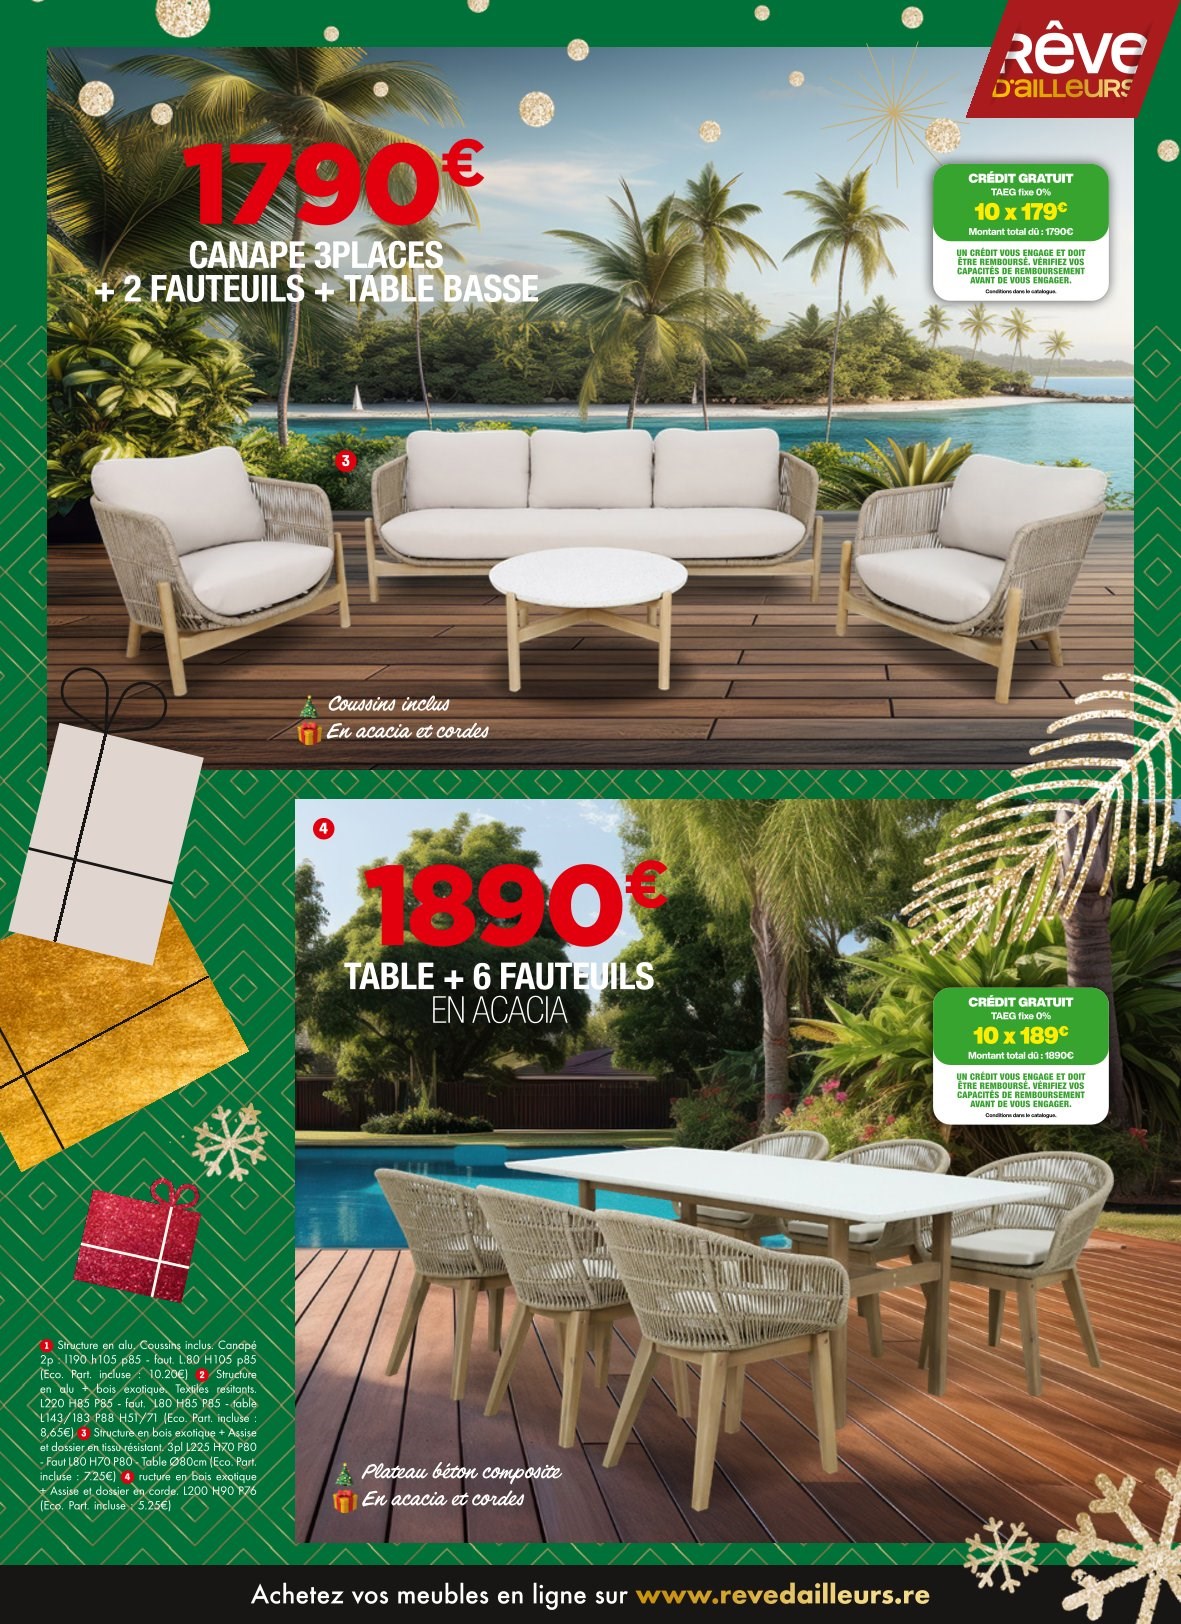 RÊVE
D'AILLEURS
1790€
CANAPE 3PLACES
+ 2 FAUTEUILS + TABLE BASSE
CRÉDIT GRATUIT
TAEG fixe 0%
10 x 179€
Montant total dû : 1790€
UN CRÉDIT VOUS ENGAGE ET DOIT
ÊTRE REMBOURSÉ. VÉRIFIEZ VOS
CAPACITÉS DE REMBOURSEMENT
AVANT DE VOUS ENGAGER.
Conditions dans le catalogue.
3
Coussins inclus
En acacia et cordes
4
1890€
TABLE + 6 FAUTEUILS
EN ACACIA
CRÉDIT GRATUIT
TAEG fixe 0%
10 x 189€
Montant total dû : 1890€
UN CRÉDIT VOUS ENGAGE ET DOIT
ÊTRE REMBOURSÉ. VÉRIFIEZ VOS
CAPACITÉS DE REMBOURSEMENT
AVANT DE VOUS ENGAGER.
Conditions dans le catalogue.
Plateau béton composite
En acacia et cordes
1 Structure en alu. Coussins inclus. Canapé
2p : l190 h105 p85 - faut. L.80 H105 p85
(Eco. Part. incluse : 10.20€) 2 Structure
en alu + bois exotique. Textiles resitants.
L220 H85 P85 - faut. L80 H85 P85 - table
L143/183 P88 H51/71 (Eco. Part. incluse :
8,65€) 3 Structure en bois exotique + Assise
et dossier en tissu résistant. 3pl L225 H70 P80
- Faut L80 H70 P80 - Table Ø80cm (Eco. Part.
incluse : 7.25€) 4 ructure en bois exotique
+ Assise et dossier en corde. L200 H90 P76
(Eco. Part. incluse : 5.25€)
Achetez vos meubles en ligne sur www.revedailleurs.re